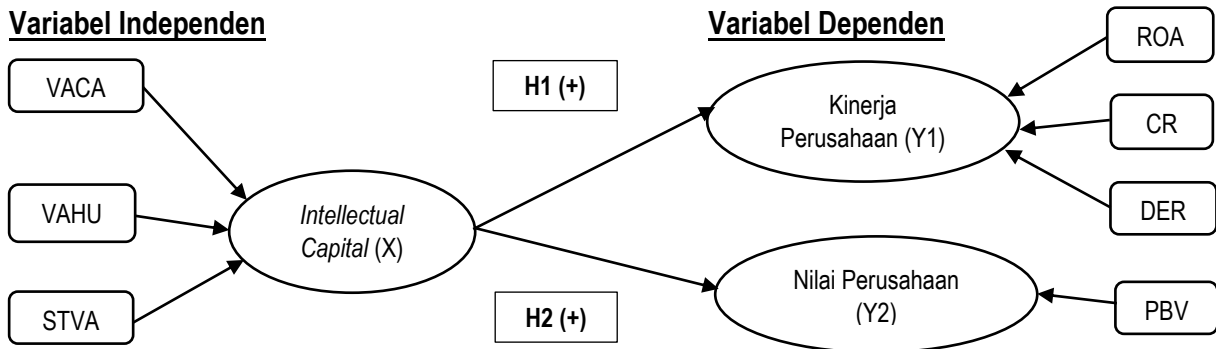 Variabel Independen
Variabel Dependen
VACA
VAHU
STVA
Intellectual
Capital (X)
H1 (+)
H2 (+)
Kinerja
Perusahaan (Y1)
Nilai Perusahaan
(Y2)
ROA
CR
DER
PBV